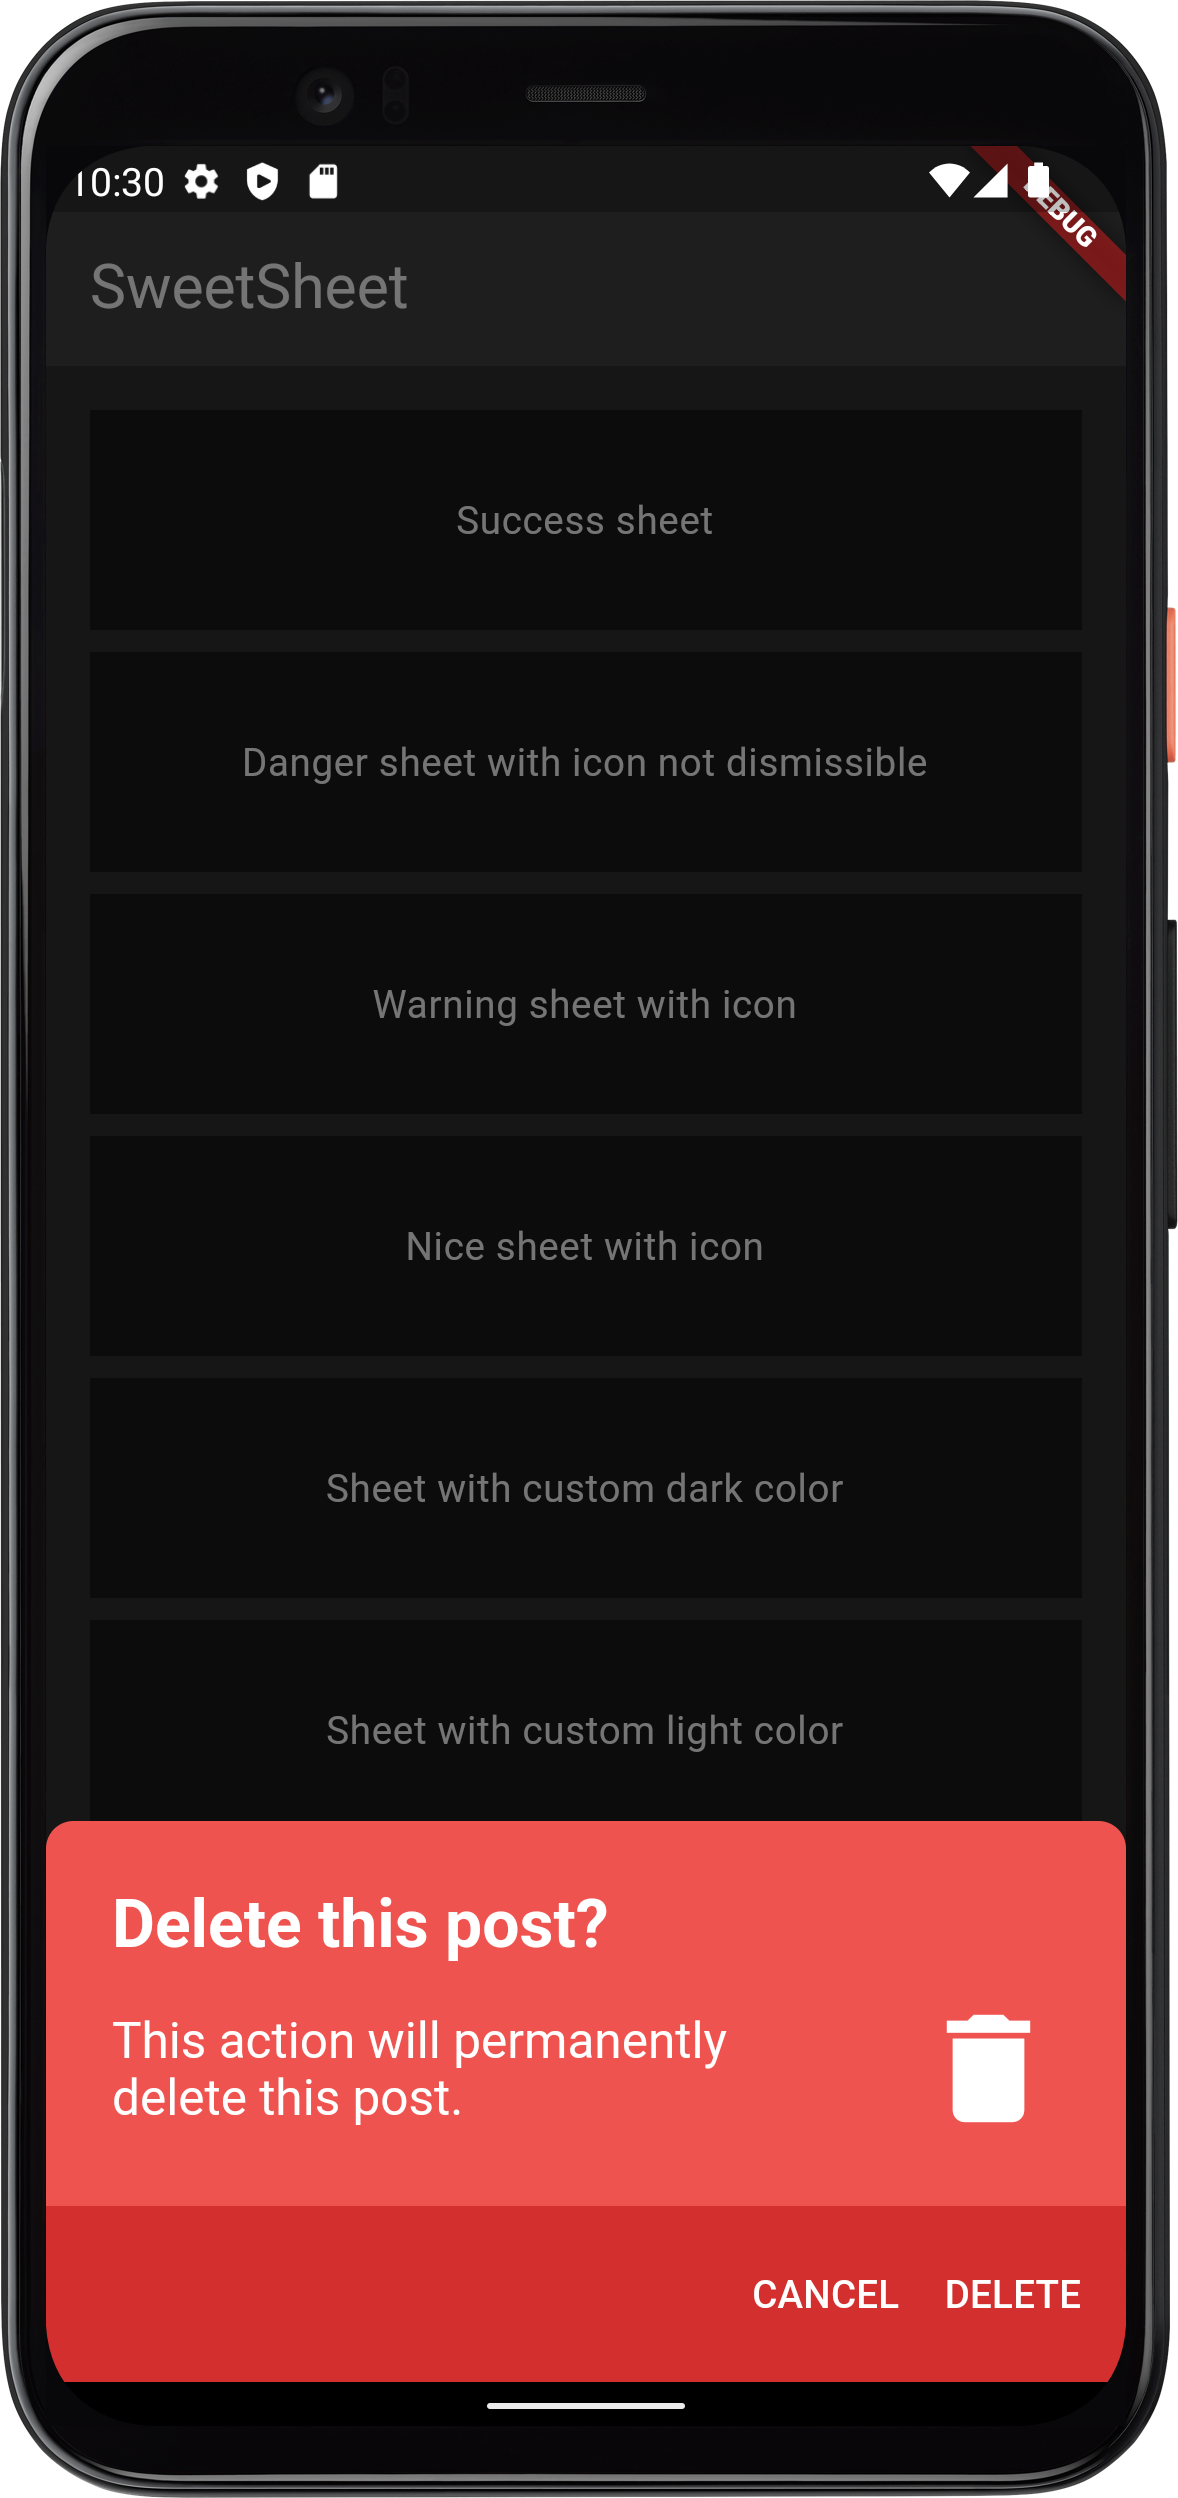 10:30
DEBUG
SweetSheet
Success sheet
Danger sheet with icon not dismissible
Warning sheet with icon
Nice sheet with icon
Sheet with custom dark color
Sheet with custom light color
Delete this post?
This action will permanently
delete this post.
CANCEL DELETE